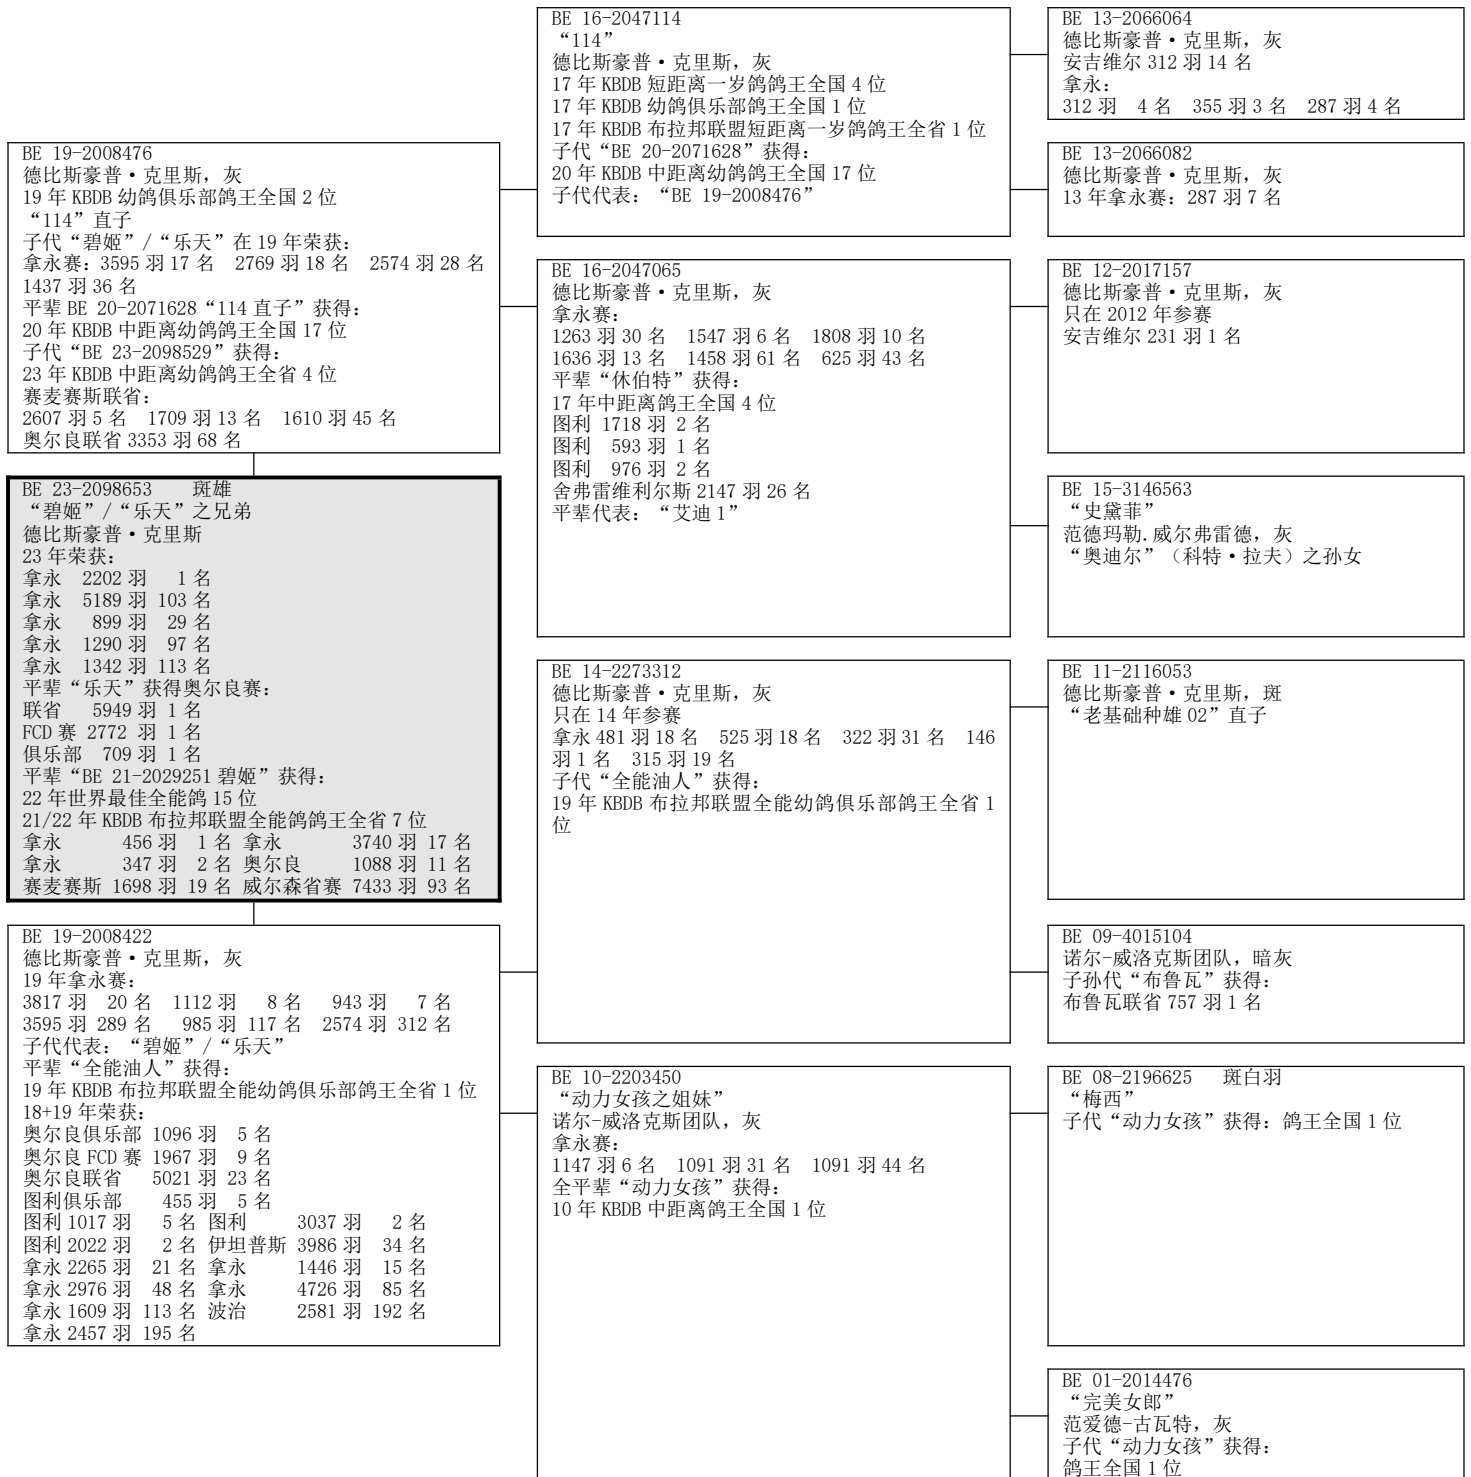 BE 16-2047114
“114”
德比斯豪普·克里斯，灰
17 年 KBDB 短距离一岁鸽鸽王全国 4 位
17 年 KBDB 幼鸽俱乐部鸽王全国 1 位
17 年 KBDB 布拉邦联盟短距离一岁鸽鸽王全省 1 位
子代“BE 20-2071628”获得：
20 年 KBDB 中距离幼鸽鸽王全国 17 位
子代代表：“BE 19-2008476”
BE 13-2066064
德比斯豪普·克里斯，灰
安吉维尔 312 羽 14 名
拿永：
312 羽 4 名 355 羽 3 名 287 羽 4 名
BE 13-2066082
德比斯豪普·克里斯，灰
13 年拿永赛：287 羽 7 名
BE 19-2008476
德比斯豪普·克里斯，灰
19 年 KBDB 幼鸽俱乐部鸽王全国 2 位
“114”直子
子代“碧姬”/“乐天”在 19 年荣获：
拿永赛：3595 羽 17 名 2769 羽 18 名 2574 羽 28 名
1437 羽 36 名
平辈 BE 20-2071628“114 直子”获得：
20 年 KBDB 中距离幼鸽鸽王全国 17 位
子代“BE 23-2098529”获得：
23 年 KBDB 中距离幼鸽鸽王全省 4 位
赛麦赛斯联省：
2607 羽 5 名 1709 羽 13 名 1610 羽 45 名
奥尔良联省 3353 羽 68 名
BE 16-2047065
德比斯豪普·克里斯，灰
拿永赛：
1263 羽 30 名 1547 羽 6 名 1808 羽 10 名
1636 羽 13 名 1458 羽 61 名 625 羽 43 名
平辈“休伯特”获得：
17 年中距离鸽王全国 4 位
图利 1718 羽 2 名
图利 593 羽 1 名
图利 976 羽 2 名
舍弗雷维利尔斯 2147 羽 26 名
平辈代表：“艾迪 1”
BE 12-2017157
德比斯豪普·克里斯，灰
只在 2012 年参赛
安吉维尔 231 羽 1 名
BE 15-3146563
“史黛菲”
范德玛勒.威尔弗雷德，灰
“奥迪尔”（科特·拉夫）之孙女
BE 23-2098653 斑雄
“碧姬”/“乐天”之兄弟
德比斯豪普·克里斯
23 年荣获：
拿永 2202 羽 1 名
拿永 5189 羽 103 名
拿永 899 羽 29 名
拿永 1290 羽 97 名
拿永 1342 羽 113 名
平辈“乐天”获得奥尔良赛：
联省 5949 羽 1 名
FCD 赛 2772 羽 1 名
俱乐部 709 羽 1 名
平辈“BE 21-2029251 碧姬”获得：
22 年世界最佳全能鸽 15 位
21/22 年 KBDB 布拉邦联盟全能鸽鸽王全省 7 位
拿永 456 羽 1 名 拿永 3740 羽 17 名
拿永 347 羽 2 名 奥尔良 1088 羽 11 名
赛麦赛斯 1698 羽 19 名 威尔森省赛 7433 羽 93 名
BE 14-2273312
德比斯豪普·克里斯，灰
只在 14 年参赛
拿永 481 羽 18 名 525 羽 18 名 322 羽 31 名 146
羽 1 名 315 羽 19 名
子代“全能油人”获得：
19 年 KBDB 布拉邦联盟全能幼鸽俱乐部鸽王全省 1
位
BE 11-2116053
德比斯豪普·克里斯，斑
“老基础种雄 02”直子
BE 09-4015104
诺尔-威洛克斯团队，暗灰
子孙代“布鲁瓦”获得：
布鲁瓦联省 757 羽 1 名
BE 19-2008422
德比斯豪普·克里斯，灰
19 年拿永赛：
3817 羽 20 名 1112 羽 8 名 943 羽 7 名
3595 羽 289 名 985 羽 117 名 2574 羽 312 名
子代代表：“碧姬”/“乐天”
平辈“全能油人”获得：
19 年 KBDB 布拉邦联盟全能幼鸽俱乐部鸽王全省 1 位
18+19 年荣获：
奥尔良俱乐部 1096 羽 5 名
奥尔良 FCD 赛 1967 羽 9 名
奥尔良联省 5021 羽 23 名
图利俱乐部 455 羽 5 名
图利 1017 羽 5 名 图利 3037 羽 2 名
图利 2022 羽 2 名 伊坦普斯 3986 羽 34 名
拿永 2265 羽 21 名 拿永 1446 羽 15 名
拿永 2976 羽 48 名 拿永 4726 羽 85 名
拿永 1609 羽 113 名 波治 2581 羽 192 名
拿永 2457 羽 195 名
BE 10-2203450
“动力女孩之姐妹”
诺尔-威洛克斯团队，灰
拿永赛：
1147 羽 6 名 1091 羽 31 名 1091 羽 44 名
全平辈“动力女孩”获得：
10 年 KBDB 中距离鸽王全国 1 位
BE 08-2196625 斑白羽
“梅西”
子代“动力女孩”获得：鸽王全国 1 位
BE 01-2014476
“完美女郎”
范爱德-古瓦特，灰
子代“动力女孩”获得：
鸽王全国 1 位